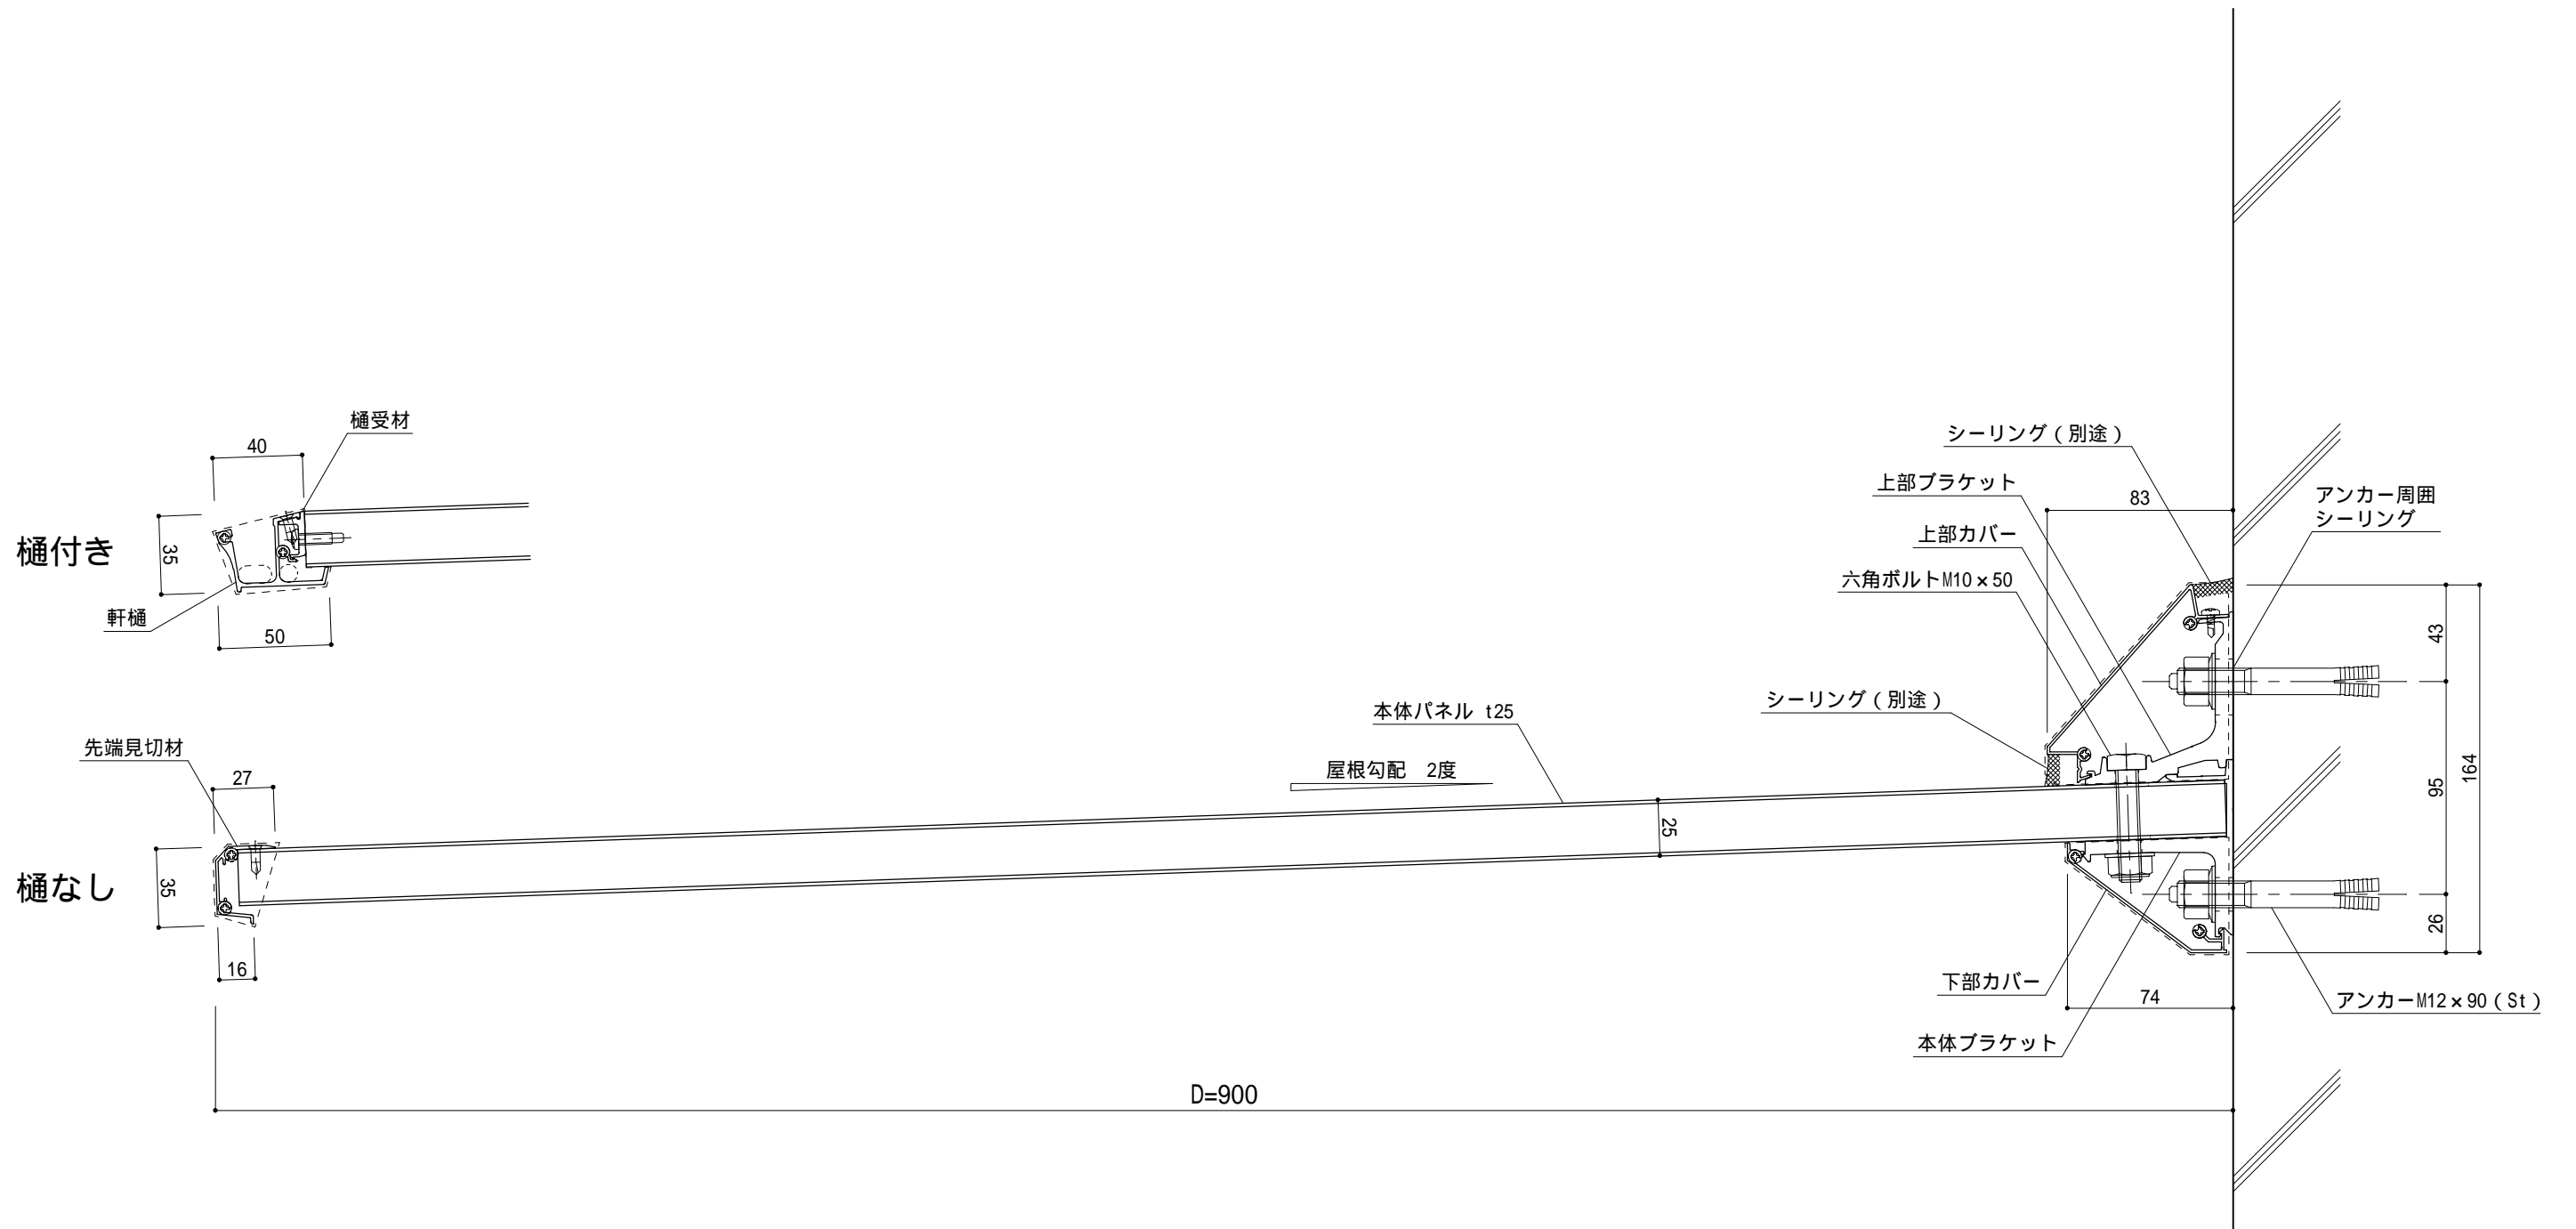 樋受材
40
シーリング（別途）
上部ブラケット
83
アンカー周囲
シーリング
樋付き
35
上部カバー
六角ボルトM10×50
軒樋
50
43
シーリング（別途）
本体パネル t25
先端見切材
27
屋根勾配 2度
95
164
25
樋なし
35
26
16
下部カバー
74
アンカーM12×90（St）
本体ブラケット
D=900